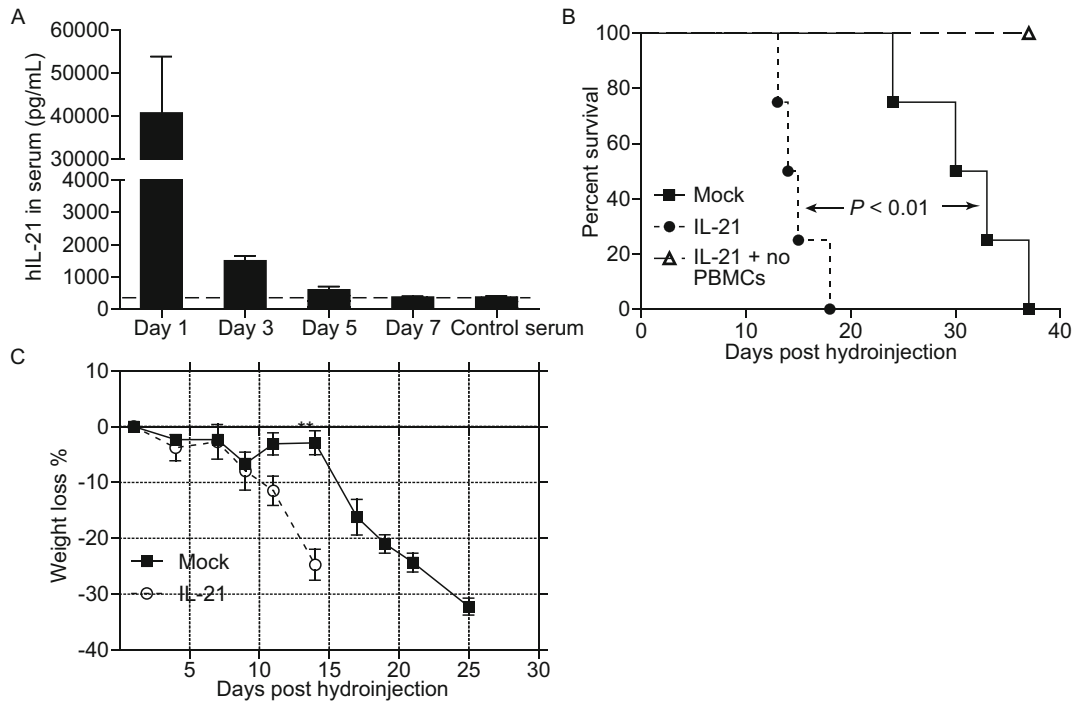 A
hIL-21 in serum (pg/mL)
60000
50000
40000
30000
4000
2000
1000
0
Day 1
Day 3
Day 5
Day 7
Control serum
B
Percent survival
100
80
60
40
20
0
Mock
IL-21
IL-21 + no
PBMCs
P < 0.01
0
10
20
30
40
Days post hydroinjection
C
Weight loss %
10
0
-10
-20
-30
-40
**
Mock
IL-21
5
10
15
20
25
30
Days post hydroinjection